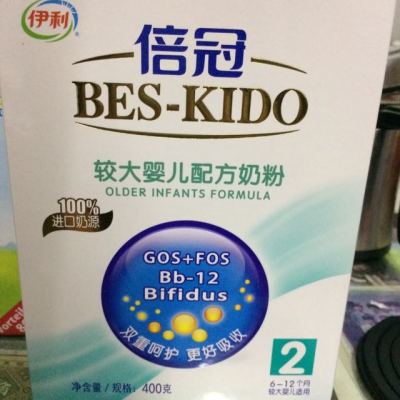 伊利
倍冠
BES-KIDO
较大婴儿配方奶粉
OLDER INFANTS FORMULA
100%
进口奶源
GOS+FOS
Bb-12
Bifidus
双重呵护 更好吸收
2
净含量/规格：400克
6-12个月
较大婴儿适用